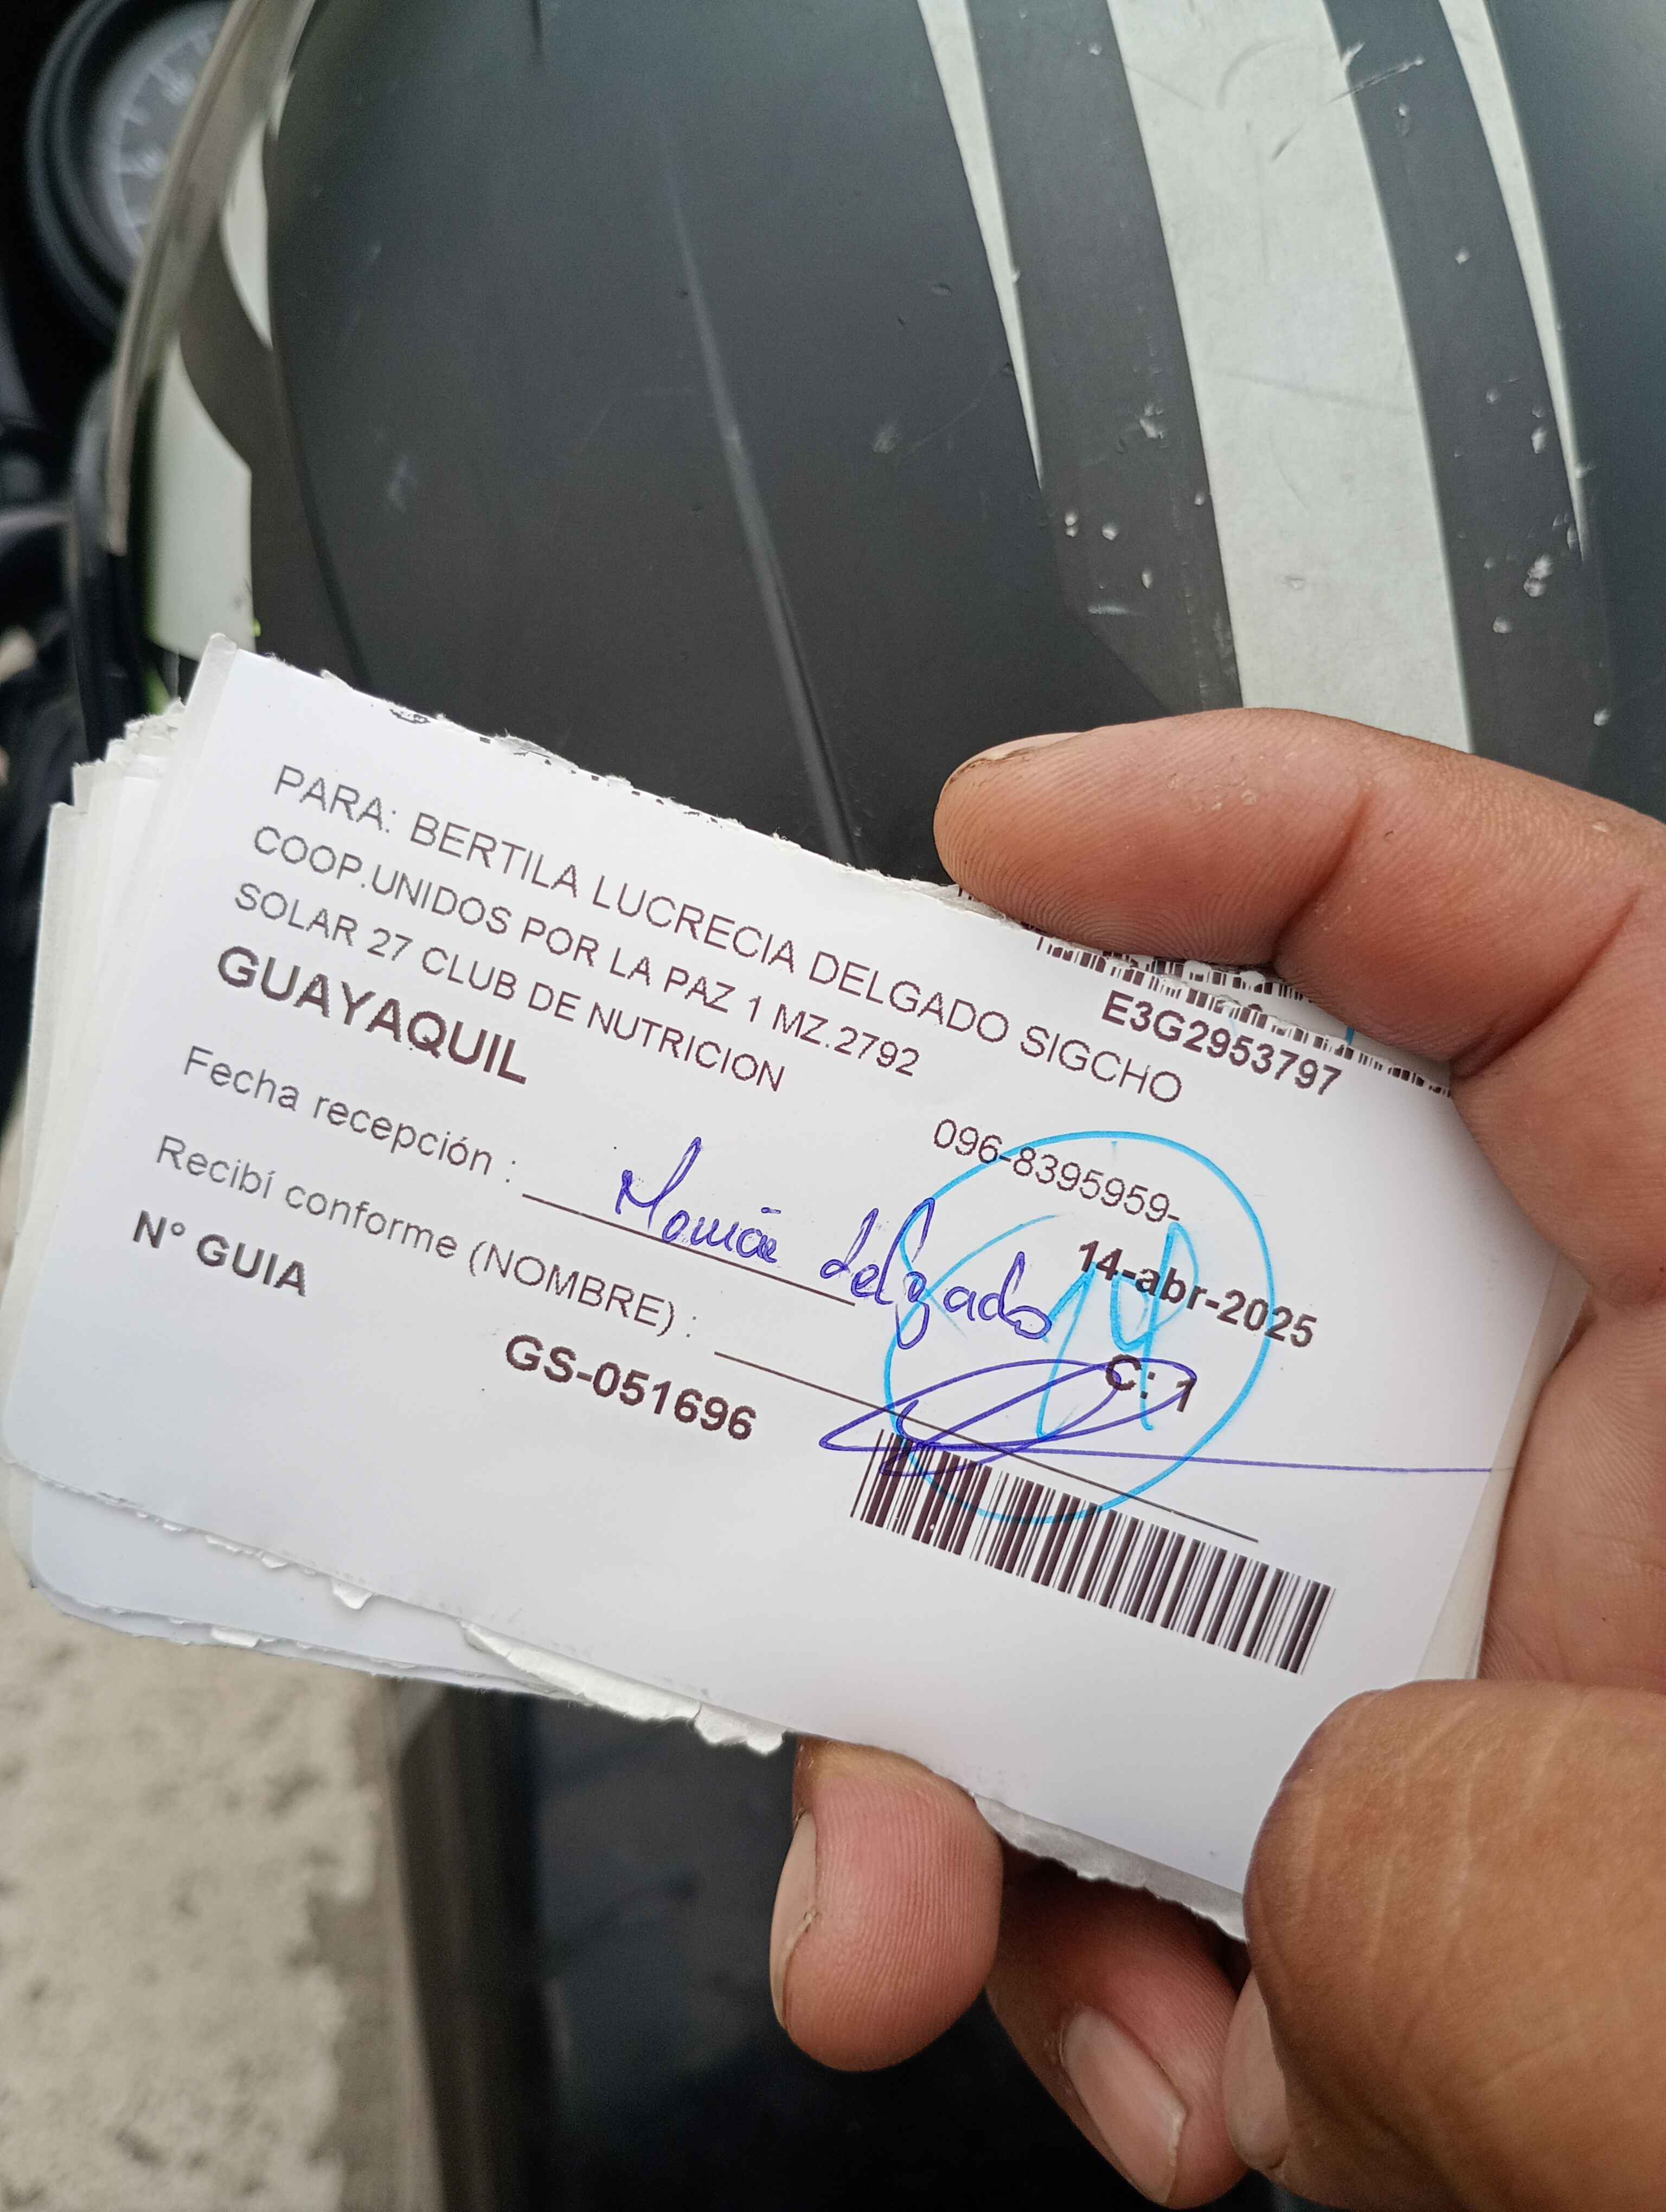 E3G2953797
PARA: BERTILA LUCRECIA DELGADO SIGCHO
COOP.UNIDOS POR LA PAZ 1 MZ.2792
SOLAR 27 CLUB DE NUTRICION
096-8395959-
GUAYAQUIL
14-abr-2025
Fecha recepción :
delgado
C: 1
14
Recibí conforme (NOMBRE) :
N° GUIA
GS-051696